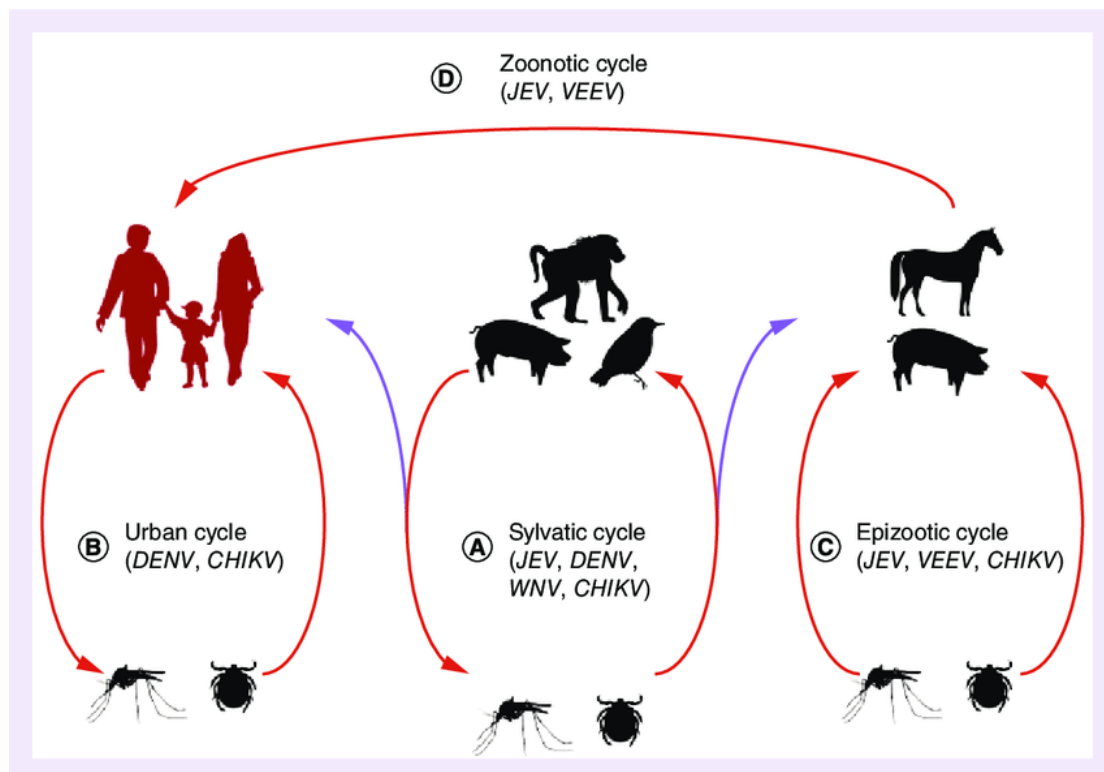 D Zoonotic cycle
(JEV, VEEV)
B Urban cycle
(DENV, CHIKV)
A Sylvatic cycle
(JEV, DENV,
WNV, CHIKV)
C Epizootic cycle
(JEV, VEEV, CHIKV)